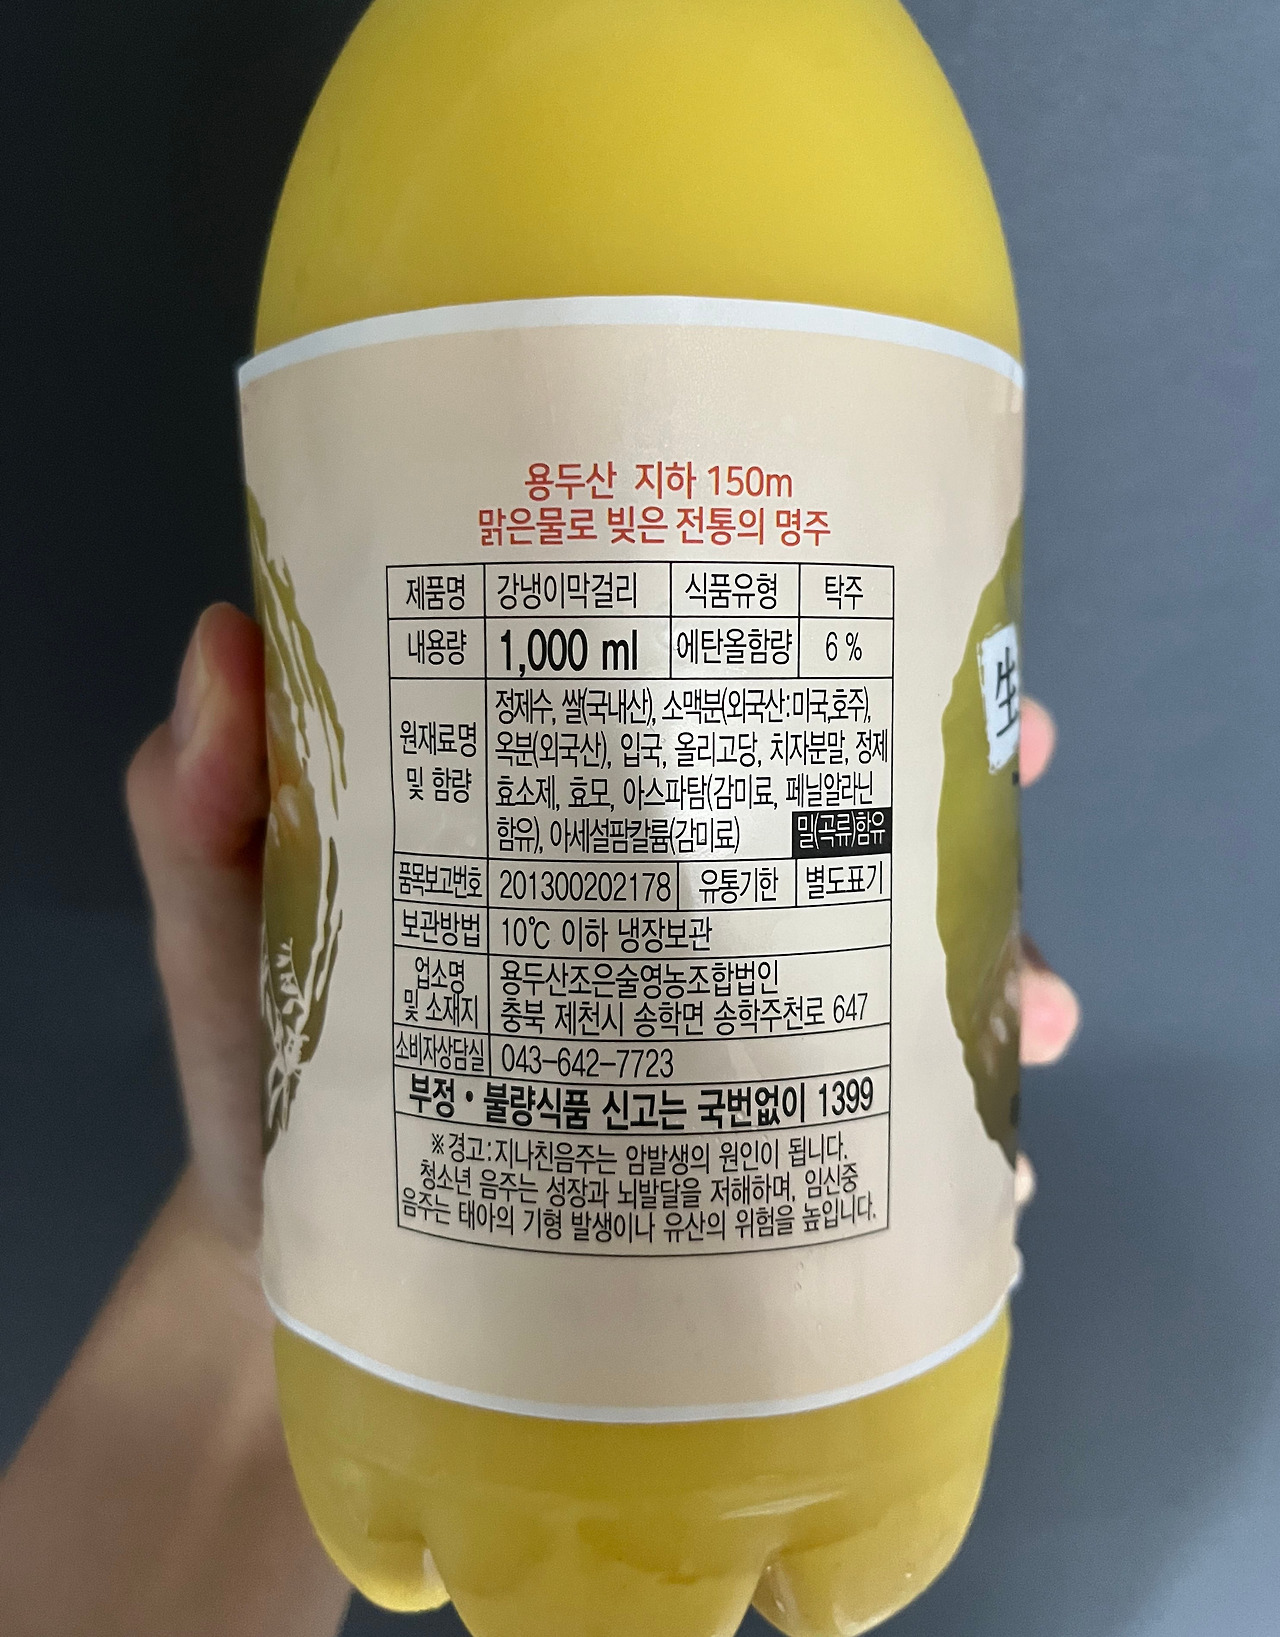 용두산 지하 150m
맑은물로 빚은 전통의 명주
제품명 강냉이막걸리 식품유형 탁주
내용량 1,000 ml 에탄올함량 6 %
원재료명 및 함량
정제수, 쌀(국내산), 소맥분(외국산:미국,호주),
옥분(외국산), 입국, 올리고당, 치자분말, 정제
효소제, 효모, 아스파탐(감미료, 페닐알라닌
함유), 아세설팜칼륨(감미료) 밀(곡류)함유
품목보고번호 201300202178 유통기한 별도표기
보관방법 10℃ 이하 냉장보관
업소명 및 소재지
용두산조은술영농조합법인
충북 제천시 송학면 송학주천로 647
소비자상담실 043-642-7723
부정·불량식품 신고는 국번없이 1399
※경고:지나친음주는 암발생의 원인이 됩니다.
청소년 음주는 성장과 뇌발달을 저해하며, 임신중
음주는 태아의 기형 발생이나 유산의 위험을 높입니다.
生